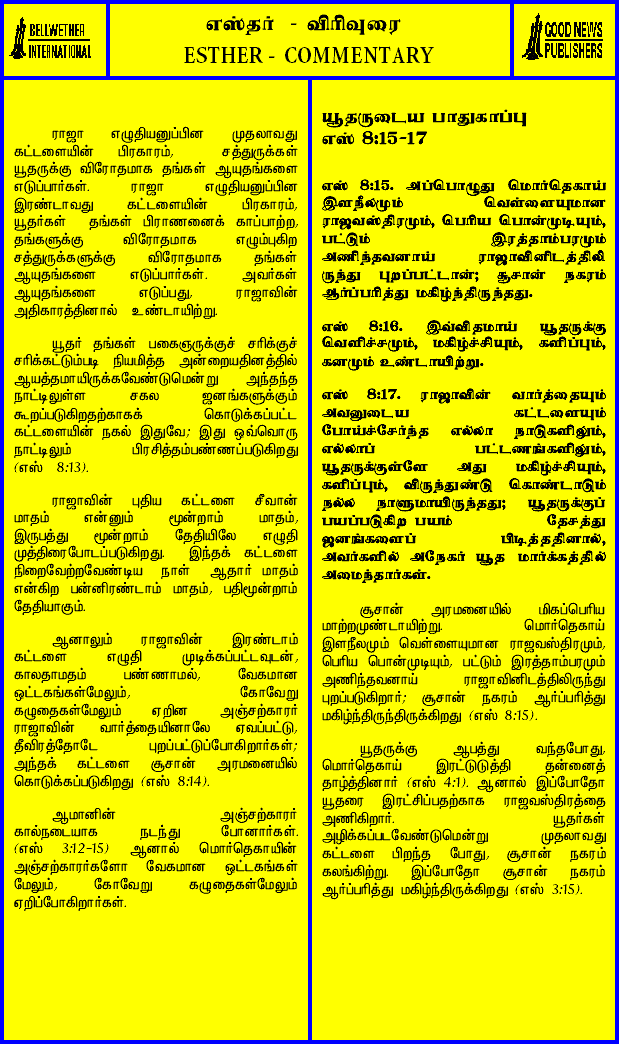 BELLWETHER
INTERNATIONAL
எஸ்தர் - விரிவுரை
ESTHER - COMMENTARY
GOOD NEWS
PUBLISHERS
ராஜா எழுதியனுப்பின முதலாவது
கட்டளையின் பிரகாரம், சத்துருக்கள்
யூதருக்கு விரோதமாக தங்கள் ஆயுதங்களை
எடுப்பார்கள். ராஜா எழுதியனுப்பின
இரண்டாவது கட்டளையின் பிரகாரம்,
யூதர்கள் தங்கள் பிராணனைக் காப்பாற்ற,
தங்களுக்கு விரோதமாக எழும்புகிற
சத்துருக்களுக்கு விரோதமாக தங்கள்
ஆயுதங்களை எடுப்பார்கள். அவர்கள்
ஆயுதங்களை எடுப்பது, ராஜாவின்
அதிகாரத்தினால் உண்டாயிற்று.
யூதர் தங்கள் பகைஞருக்குச் சரிக்குச்
சரிக்கட்டும்படி நியமித்த அன்றையதினத்தில்
ஆயத்தமாயிருக்கவேண்டுமென்று அந்தந்த
நாட்டிலுள்ள சகல ஜனங்களுக்கும்
கூறப்படுகிறதற்காகக் கொடுக்கப்பட்ட
கட்டளையின் நகல் இதுவே; இது ஒவ்வொரு
நாட்டிலும் பிரசித்தம்பண்ணப்படுகிறது
(எஸ் 8:13).
ராஜாவின் புதிய கட்டளை சீவான்
மாதம் என்னும் மூன்றாம் மாதம்,
இருபத்து மூன்றாம் தேதியிலே எழுதி
முத்திரைபோடப்படுகிறது. இந்தக் கட்டளை
நிறைவேற்றவேண்டிய நாள் ஆதார் மாதம்
என்கிற பன்னிரண்டாம் மாதம், பதிமூன்றாம்
தேதியாகும்.
ஆனாலும் ராஜாவின் இரண்டாம்
கட்டளை எழுதி முடிக்கப்பட்டவுடன்,
காலதாமதம் பண்ணாமல், வேகமான
ஒட்டகங்கள்மேலும், கோவேறு
கழுதைகள்மேலும் ஏறின அஞ்சற்காரர்
ராஜாவின் வார்த்தையினாலே ஏவப்பட்டு,
தீவிரத்தோடே புறப்பட்டுப்போகிறார்கள்;
அந்தக் கட்டளை சூசான் அரமனையில்
கொடுக்கப்படுகிறது (எஸ் 8:14).
ஆமானின் அஞ்சற்காரர்
கால்நடையாக நடந்து போனார்கள்.
(எஸ் 3:12-15) ஆனால் மொர்தெகாயின்
அஞ்சற்காரர்களோ வேகமான ஒட்டகங்கள்
மேலும், கோவேறு கழுதைகள்மேலும்
ஏறிப்போகிறார்கள்.
யூதருடைய பாதுகாப்பு
எஸ் 8:15-17
எஸ் 8:15. அப்பொழுது மொர்தெகாய்
இளநீலமும் வெள்ளையுமான
ராஜவஸ்திரமும், பெரிய பொன்முடியும்,
பட்டும் இரத்தாம்பரமும்
அணிந்தவனாய் ராஜாவினிடத்திலி
ருந்து புறப்பட்டான்; சூசான் நகரம்
ஆர்ப்பரித்து மகிழ்ந்திருந்தது.
எஸ் 8:16. இவ்விதமாய் யூதருக்கு
வெளிச்சமும், மகிழ்ச்சியும், களிப்பும்,
கனமும் உண்டாயிற்று.
எஸ் 8:17. ராஜாவின் வார்த்தையும்
அவனுடைய கட்டளையும்
போய்ச்சேர்ந்த எல்லா நாடுகளிலும்,
எல்லாப் பட்டணங்களிலும்,
யூதருக்குள்ளே அது மகிழ்ச்சியும்,
களிப்பும், விருந்துண்டு கொண்டாடும்
நல்ல நாளுமாயிருந்தது; யூதருக்குப்
பயப்படுகிற பயம் தேசத்து
ஜனங்களைப் பிடித்ததினால்,
அவர்களில் அநேகர் யூத மார்க்கத்தில்
அமைந்தார்கள்.
சூசான் அரமனையில் மிகப்பெரிய
மாற்றமுண்டாயிற்று. மொர்தெகாய்
இளநீலமும் வெள்ளையுமான ராஜவஸ்திரமும்,
பெரிய பொன்முடியும், பட்டும் இரத்தாம்பரமும்
அணிந்தவனாய் ராஜாவினிடத்திலிருந்து
புறப்படுகிறார்; சூசான் நகரம் ஆர்ப்பரித்து
மகிழ்ந்திருந்திருக்கிறது (எஸ் 8:15).
யூதருக்கு ஆபத்து வந்தபோது,
மொர்தெகாய் இரட்டுடுத்தி தன்னைத்
தாழ்த்தினார் (எஸ் 4:1). ஆனால் இப்போதோ
யூதரை இரட்சிப்பதற்காக ராஜவஸ்திரத்தை
அணிகிறார். யூதர்கள்
அழிக்கப்படவேண்டுமென்று முதலாவது
கட்டளை பிறந்த போது, சூசான் நகரம்
கலங்கிற்று. இப்போதோ சூசான் நகரம்
ஆர்ப்பரித்து மகிழ்ந்திருக்கிறது (எஸ் 3:15).